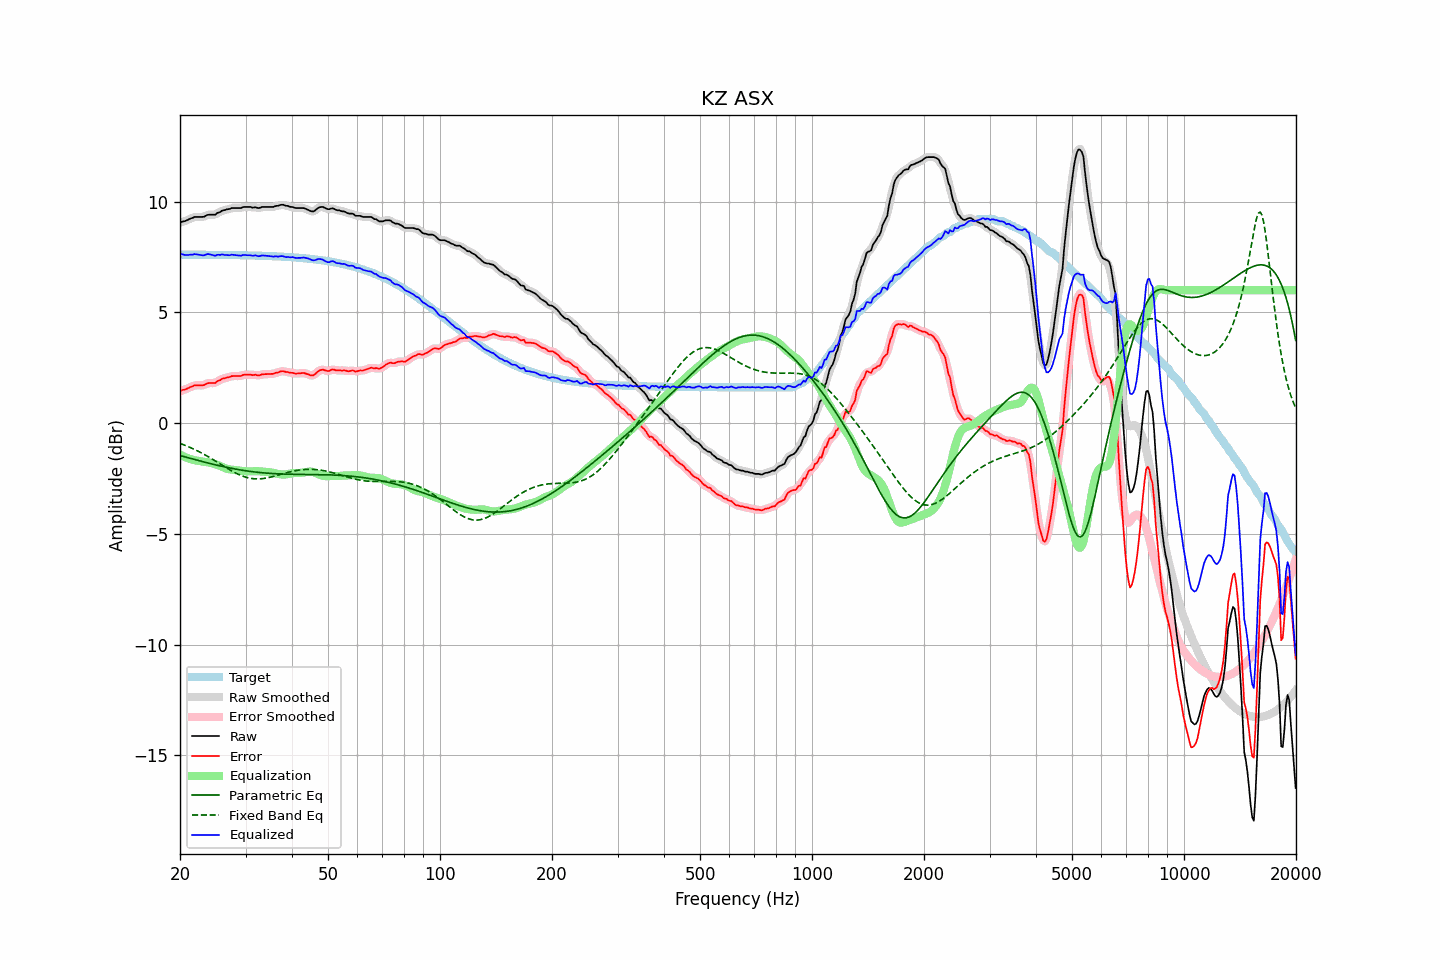 KZ ASX
Amplitude (dBr)
10
5
0
−5
−10
−15
Target
Raw Smoothed
Error Smoothed
Raw
Error
Equalization
Parametric Eq
Fixed Band Eq
Equalized
20 50 100 200 500 1000 2000 5000 10000 20000
Frequency (Hz)